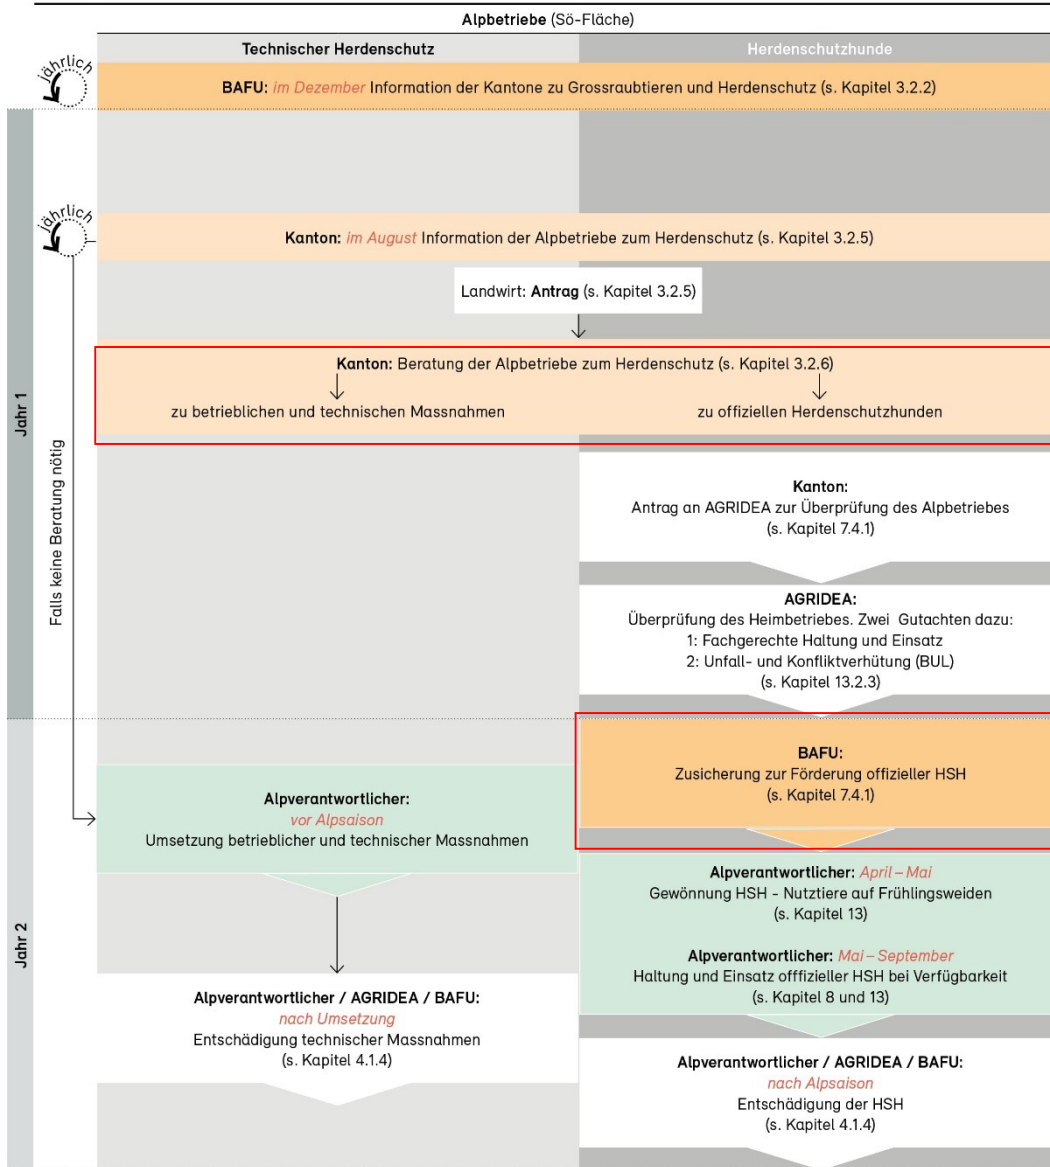 Alpbetriebe (Sö-Fläche)
Technischer Herdenschutz
Herdenschutzhunde
jährlich
BAFU: im Dezember Information der Kantone zu Grossraubtieren und Herdenschutz (s. Kapitel 3.2.2)
Jahr 1
jährlich
Kanton: im August Information der Alpbetriebe zum Herdenschutz (s. Kapitel 3.2.5)
Landwirt: Antrag (s. Kapitel 3.2.5)
Kanton: Beratung der Alpbetriebe zum Herdenschutz (s. Kapitel 3.2.6)
zu betrieblichen und technischen Massnahmen
zu offiziellen Herdenschutzhunden
Falls keine Beratung nötig
Kanton:
Antrag an AGRIDEA zur Überprüfung des Alpbetriebes
(s. Kapitel 7.4.1)
AGRIDEA:
Überprüfung des Heimbetriebes. Zwei Gutachten dazu:
1: Fachgerechte Haltung und Einsatz
2: Unfall- und Konfliktverhütung (BUL)
(s. Kapitel 13.2.3)
Jahr 2
BAFU:
Zusicherung zur Förderung offizieller HSH
(s. Kapitel 7.4.1)
Alpverantwortlicher:
vor Alpsaison
Umsetzung betrieblicher und technischer Massnahmen
Alpverantwortlicher: April – Mai
Gewönnung HSH - Nutztiere auf Frühlingsweiden
(s. Kapitel 13)
Alpverantwortlicher: Mai – September
Haltung und Einsatz offfizieller HSH bei Verfügbarkeit
(s. Kapitel 8 und 13)
Alpverantwortlicher / AGRIDEA / BAFU:
nach Umsetzung
Entschädigung technischer Massnahmen
(s. Kapitel 4.1.4)
Alpverantwortlicher / AGRIDEA / BAFU:
nach Alpsaison
Entschädigung der HSH
(s. Kapitel 4.1.4)